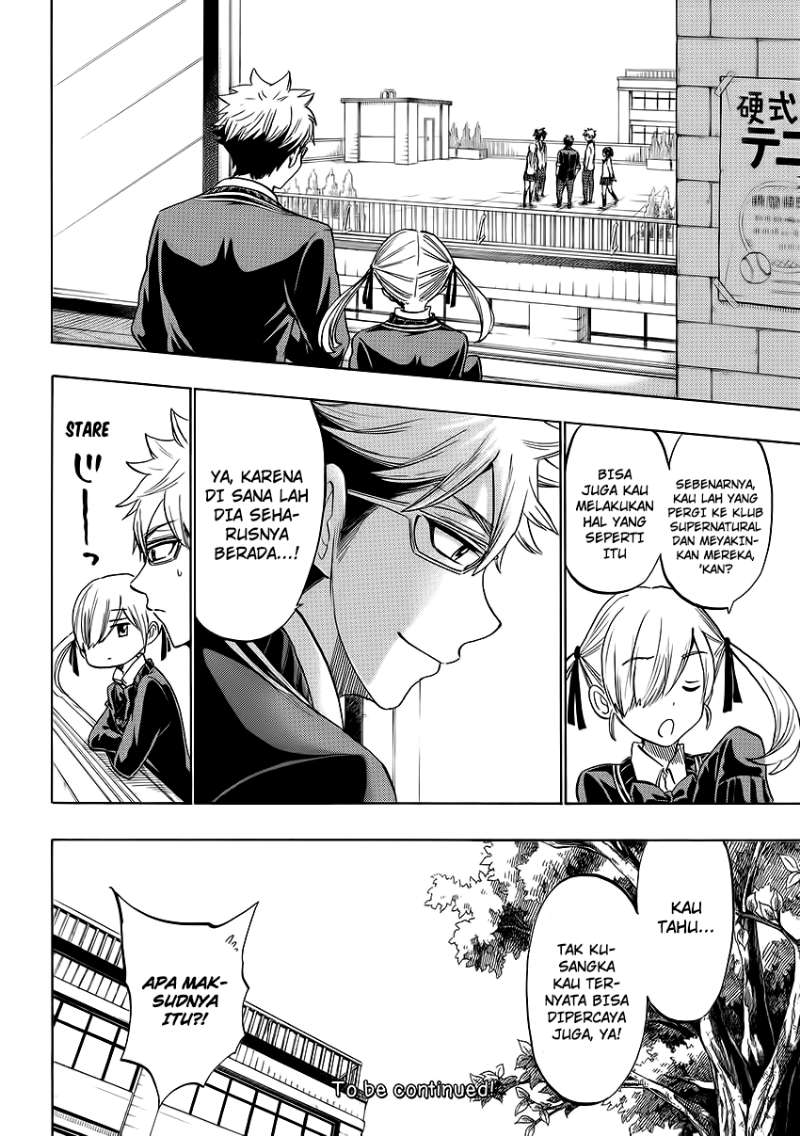 硬式
テニ
SEBENARNYA,
KAU LAH YANG
PERGI KE KLUB
SUPERNATURAL
DAN MEYAKIN-
KAN MEREKA,
'KAN?
BISA
JUGA KAU
MELAKUKAN
HAL YANG
SEPERTI
ITU
YA, KARENA
DI SANA LAH
DIA SEHA-
RUSNYA
BERADA...!
STARE
じーっ
KAU
TAHU...
TAK KU-
SANGKA
KAU TER-
NYATA BISA
DIPERCAYA
JUGA, YA!
APA MAK-
SUDNYA
ITU?!
To be continued!